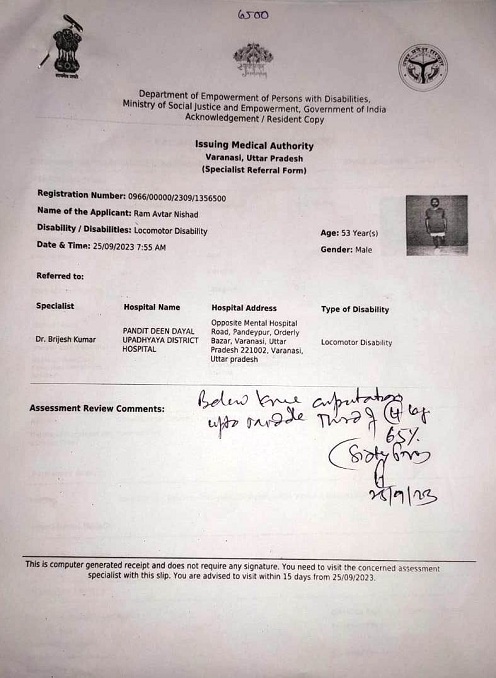 6500
Department of Empowerment of Persons with Disabilities,
Ministry of Social Justice and Empowerment, Government of India
Acknowledgement / Resident Copy
Issuing Medical Authority
Varanasi, Uttar Pradesh
(Specialist Referral Form)
Registration Number: 0966/00000/2309/1356500
Name of the Applicant: Ram Avtar Nishad
Disability / Disabilities: Locomotor Disability
Age: 53 Year(s)
Date & Time: 25/09/2023 7:55 AM
Gender: Male
Referred to:
Specialist Hospital Name Hospital Address Type of Disability
Dr. Brijesh Kumar
PANDIT DEEN DAYAL
UPADHYAYA DISTRICT
HOSPITAL
Opposite Mental Hospital
Road, Pandeypur, Orderly
Bazar, Varanasi, Uttar
Pradesh 221002, Varanasi,
Uttar pradesh
Locomotor Disability
Assessment Review Comments:
Below knee amputation
upto middle Third of leg
65%
25/9/23
This is computer generated receipt and does not require any signature. You need to visit the concerned assessment
specialist with this slip. You are advised to visit within 15 days from 25/09/2023.